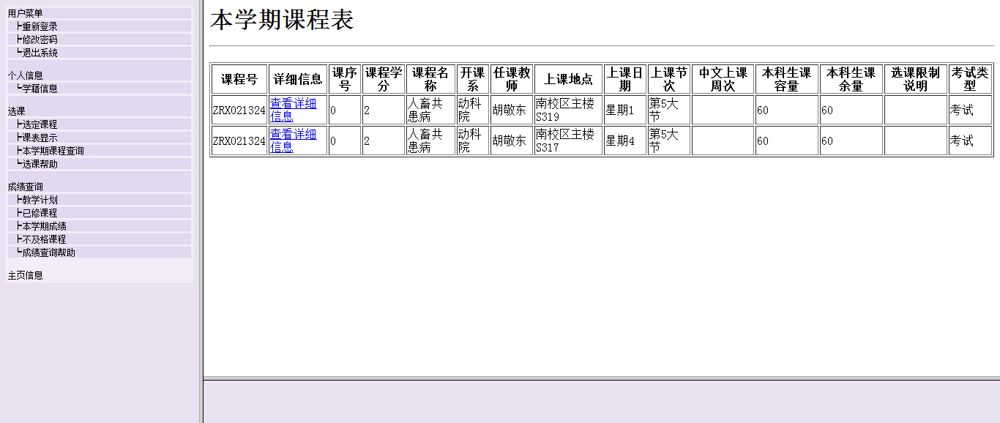 用户菜单
┝重新登录
┝修改密码
┕退出系统
个人信息
┕学籍信息
选课
┝选定课程
┝课表显示
┝本学期课程查询
┕选课帮助
成绩查询
┝教学计划
┝已修课程
┝本学期成绩
┝不及格课程
┕成绩查询帮助
主页信息
本学期课程表
课程号 详细信息 课序号 课程学分 课程名称 开课系 任课教师 上课地点 上课日期 上课节次 中文上课周次 本科生课容量 本科生课余量 选课限制说明 考试类型
ZRX021324 查看详细信息 0 2 人畜共患病 动科院 胡敬东 南校区主楼S319 星期1 第5大节 60 60 考试
ZRX021324 查看详细信息 0 2 人畜共患病 动科院 胡敬东 南校区主楼S317 星期4 第5大节 60 60 考试